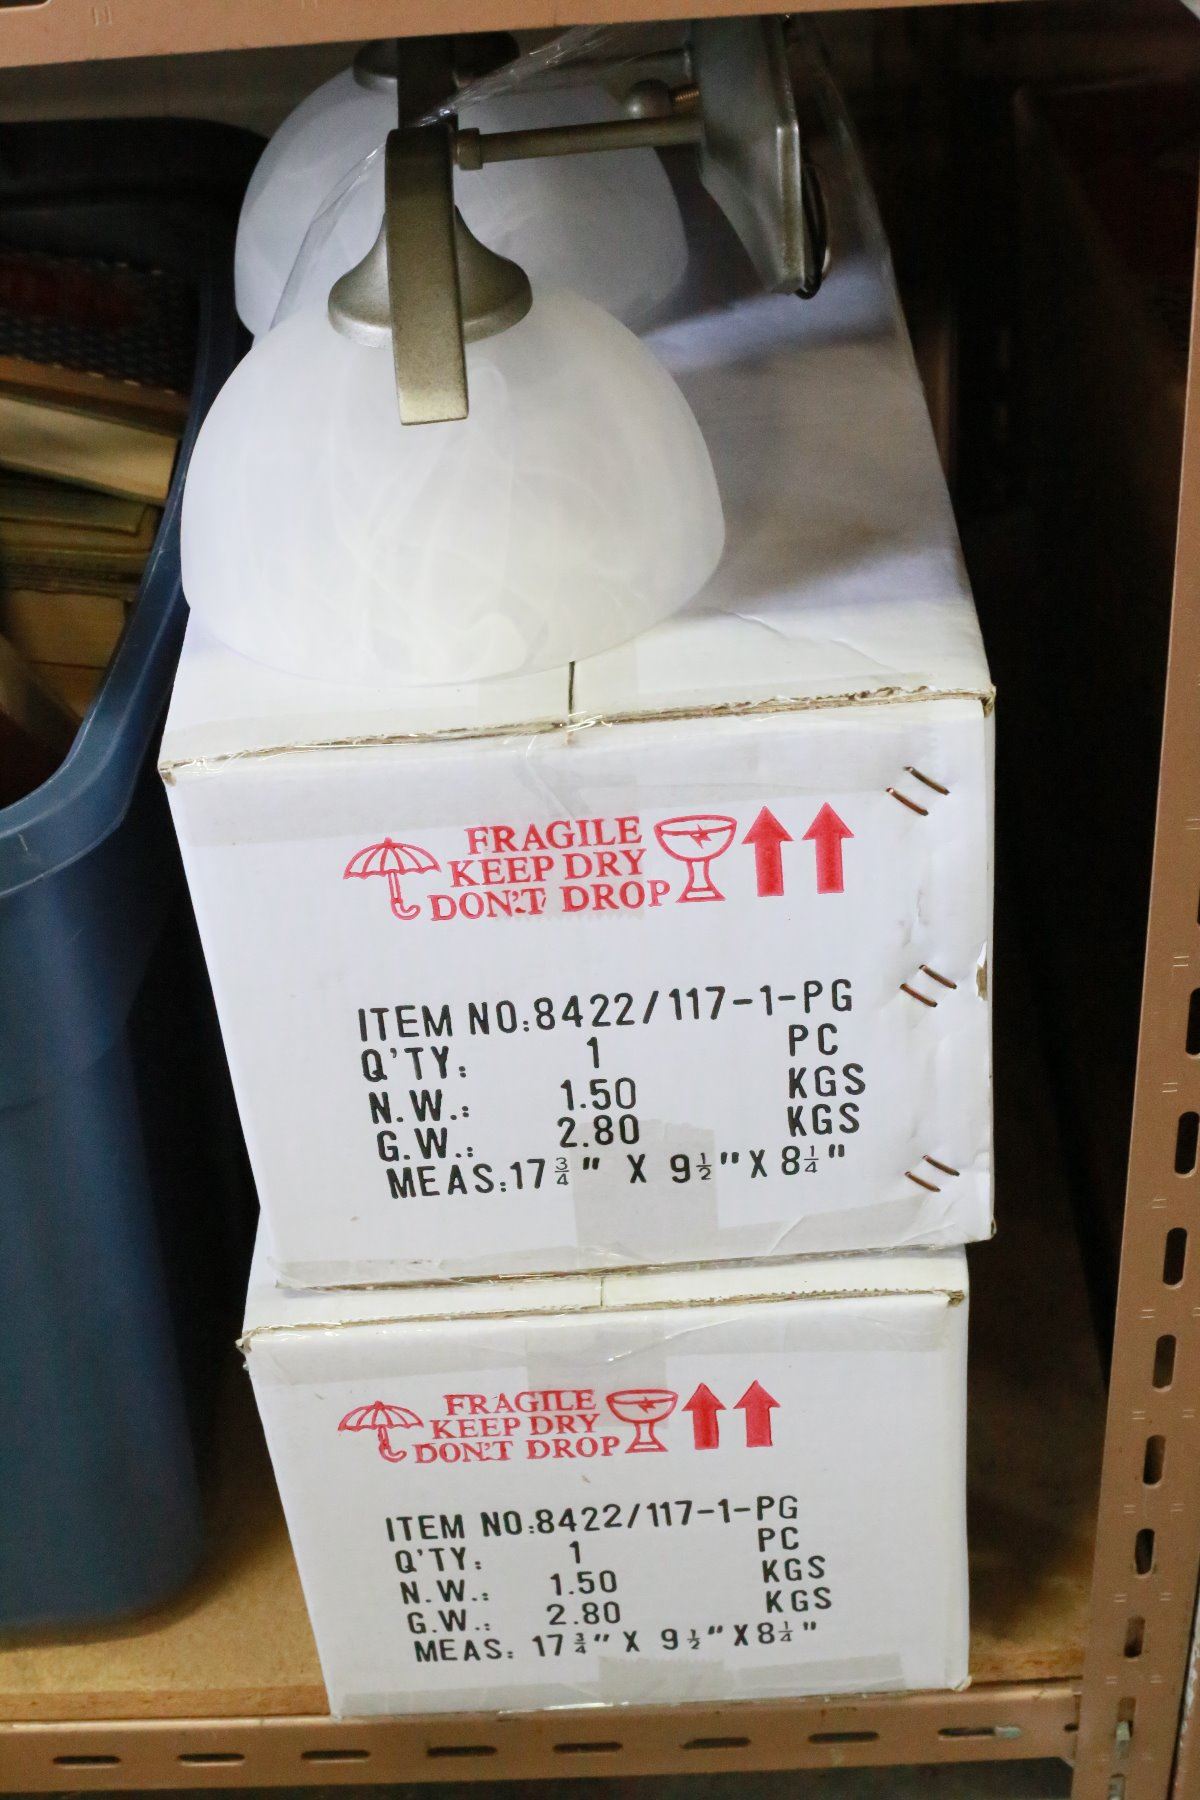 FRAGILE
KEEP DRY
DON'T DROP
ITEM NO:8422/117-1-PG
Q'TY: 1 PC
N.W.: 1.50 KGS
G.W.: 2.80 KGS
MEAS:17 3/4" X 9 1/2" X 8 1/4"
FRAGILE
KEEP DRY
DON'T DROP
ITEM NO:8422/117-1-PG
Q'TY: 1 PC
N.W.: 1.50 KGS
G.W.: 2.80 KGS
MEAS: 17 3/4" X 9 1/2" X 8 1/4"